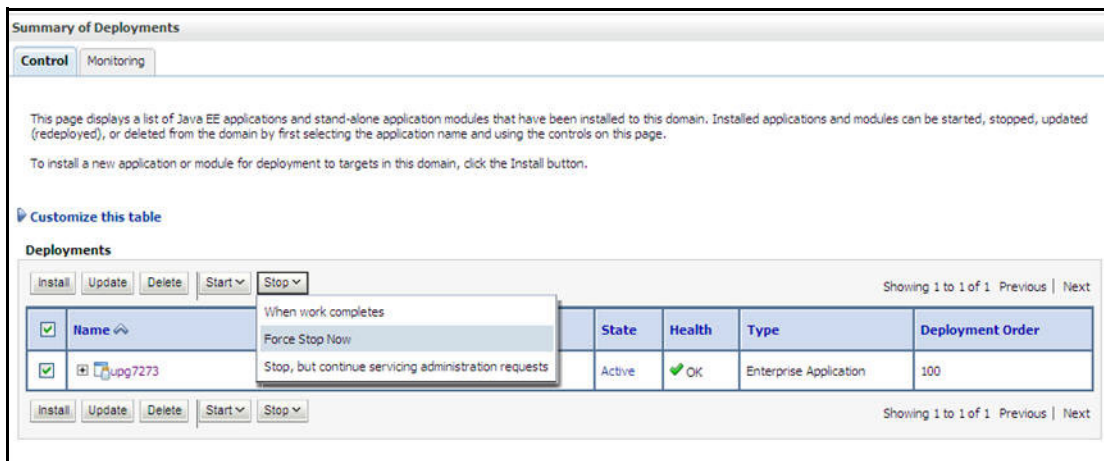 Summary of Deployments
Control Monitoring
This page displays a list of Java EE applications and stand-alone application modules that have been installed to this domain. Installed applications and modules can be started, stopped, updated
(redeployed), or deleted from the domain by first selecting the application name and using the controls on this page.
To install a new application or module for deployment to targets in this domain, click the Install button.
Customize this table
Deployments
Install Update Delete Start Stop Showing 1 to 1 of 1 Previous | Next
When work completes
Name State Health Type Deployment Order
Force Stop Now
Stop, but continue servicing administration requests
upg7273 Active OK Enterprise Application 100
Install Update Delete Start Stop Showing 1 to 1 of 1 Previous | Next